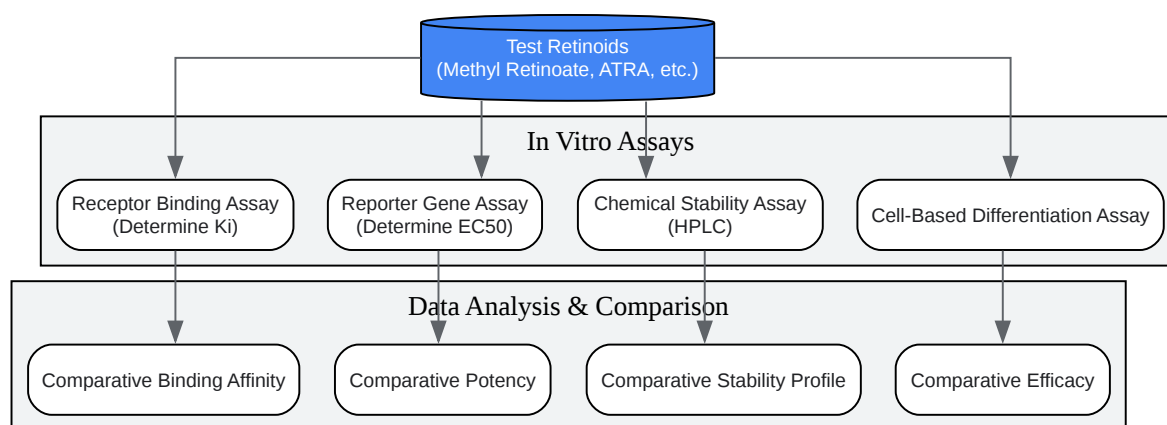 Test Retinoids
(Methyl Retinoate, ATRA, etc.)
In Vitro Assays
Receptor Binding Assay
(Determine Ki)
Reporter Gene Assay
(Determine EC50)
Chemical Stability Assay
(HPLC)
Cell-Based Differentiation Assay
Data Analysis & Comparison
Comparative Binding Affinity
Comparative Potency
Comparative Stability Profile
Comparative Efficacy